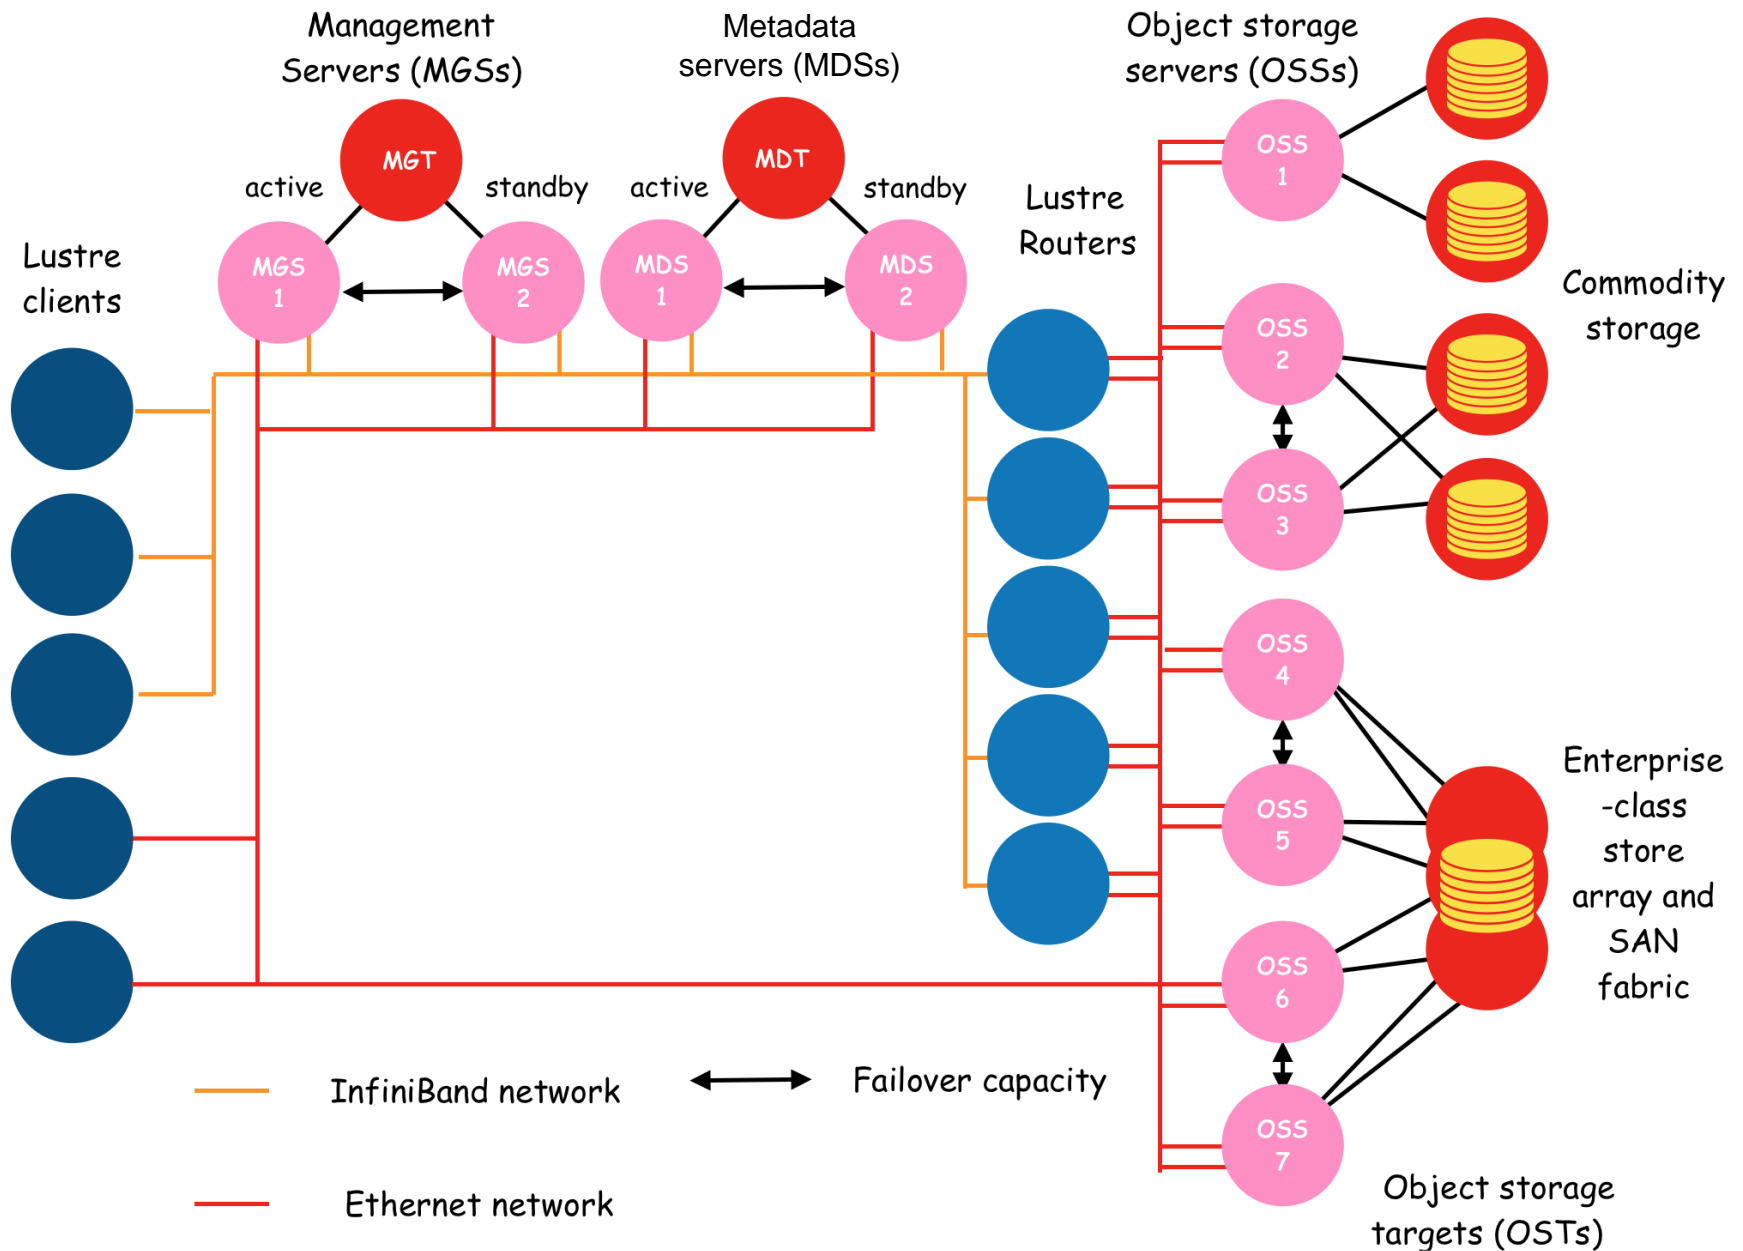 Management
Servers (MGSs)
Metadata
servers (MDSs)
Object storage
servers (OSSs)
MGT
MDT
active
standby
active
standby
MGS
1
MGS
2
MDS
1
MDS
2
Lustre
clients
Lustre
Routers
OSS
1
OSS
2
OSS
3
OSS
4
OSS
5
OSS
6
OSS
7
Commodity
storage
Enterprise
-class
store
array and
SAN
fabric
InfiniBand network
Failover capacity
Ethernet network
Object storage
targets (OSTs)